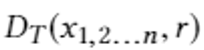 D_T(x_{1,2...n}, r)